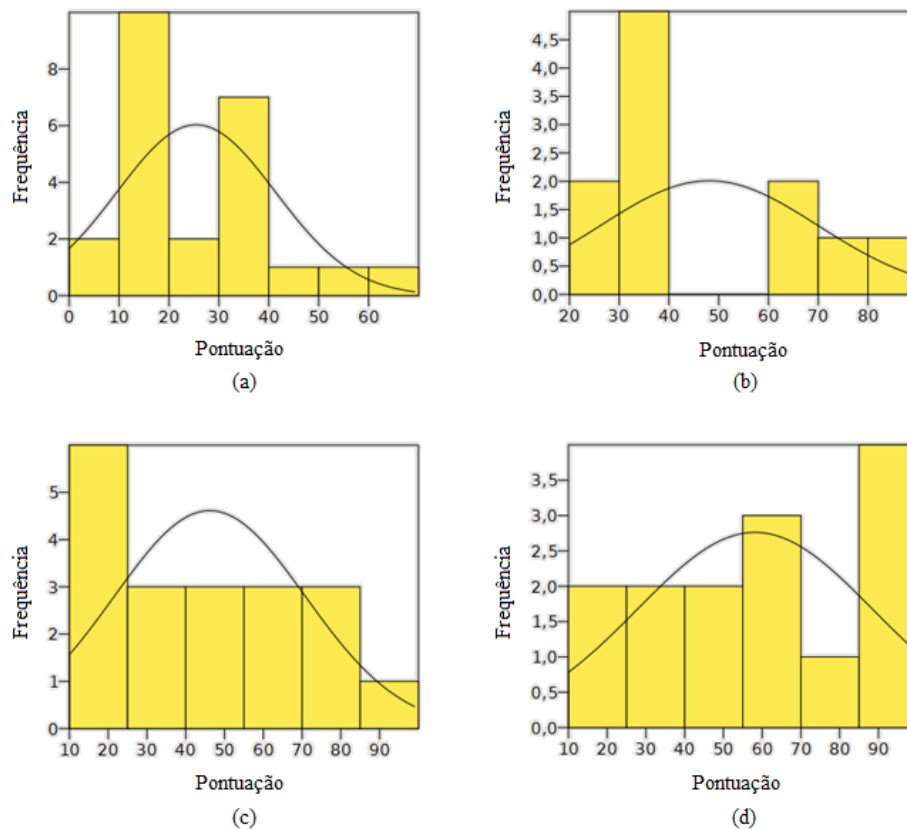 8
6
4
2
0
Frequência
0 10 20 30 40 50 60
Pontuação
(a)
4,5
4,0
3,5
3,0
2,5
2,0
1,5
1,0
0,5
0,0
Frequência
20 30 40 50 60 70 80
Pontuação
(b)
5
4
3
2
1
0
Frequência
10 20 30 40 50 60 70 80 90
Pontuação
(c)
3,5
3,0
2,5
2,0
1,5
1,0
0,5
0,0
Frequência
10 20 30 40 50 60 70 80 90
Pontuação
(d)